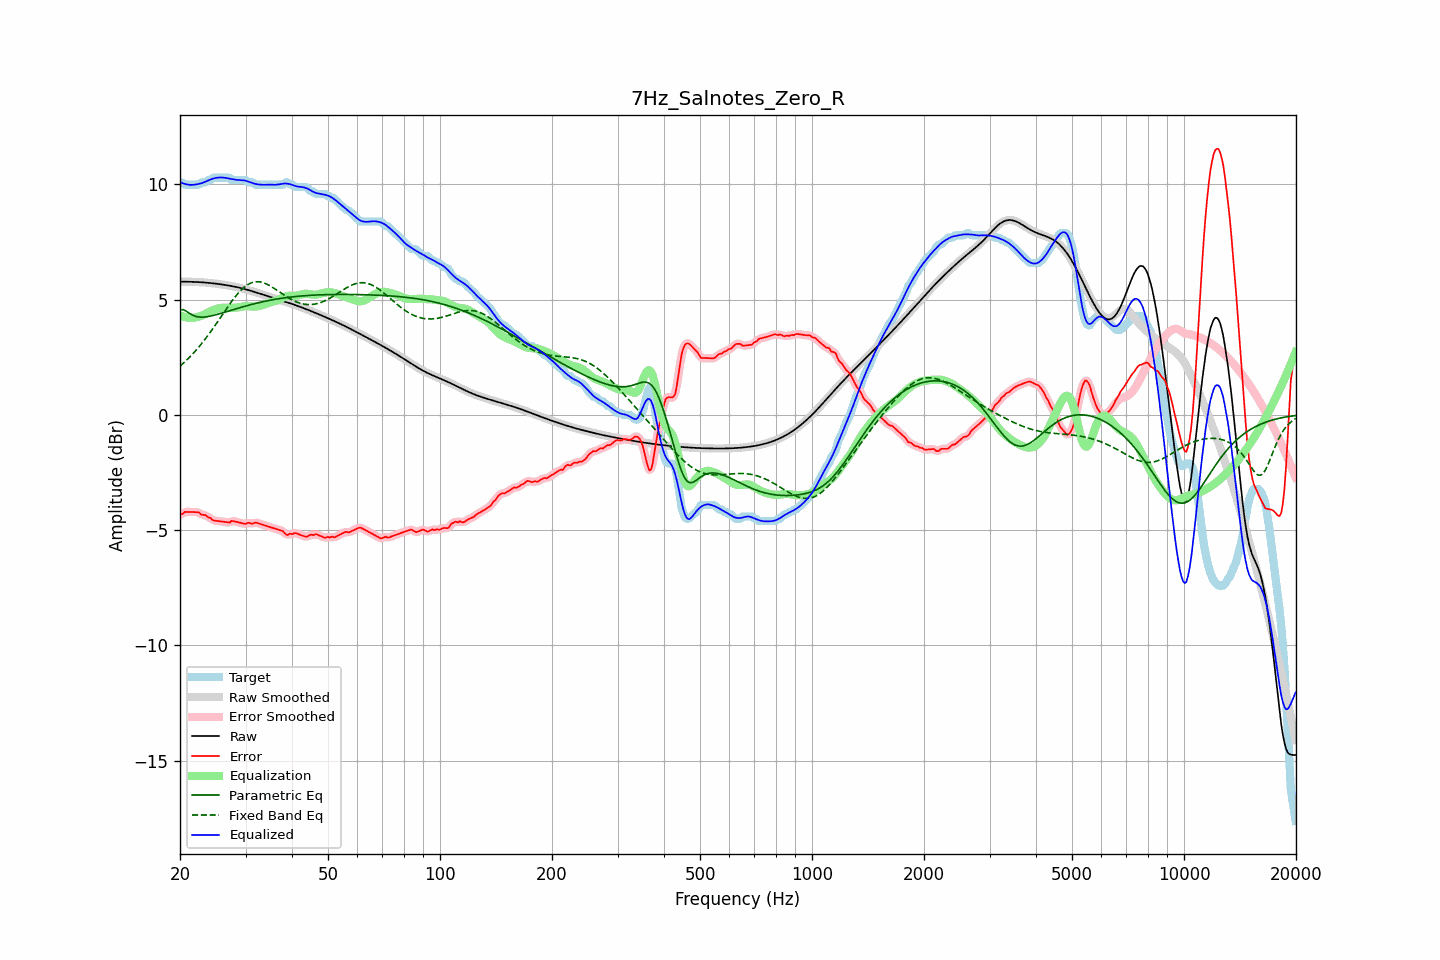 7Hz_Salnotes_Zero_R
Amplitude (dBr)
10
5
0
−5
−10
−15
Target
Raw Smoothed
Error Smoothed
Raw
Error
Equalization
Parametric Eq
Fixed Band Eq
Equalized
20 50 100 200 500 1000 2000 5000 10000 20000
Frequency (Hz)